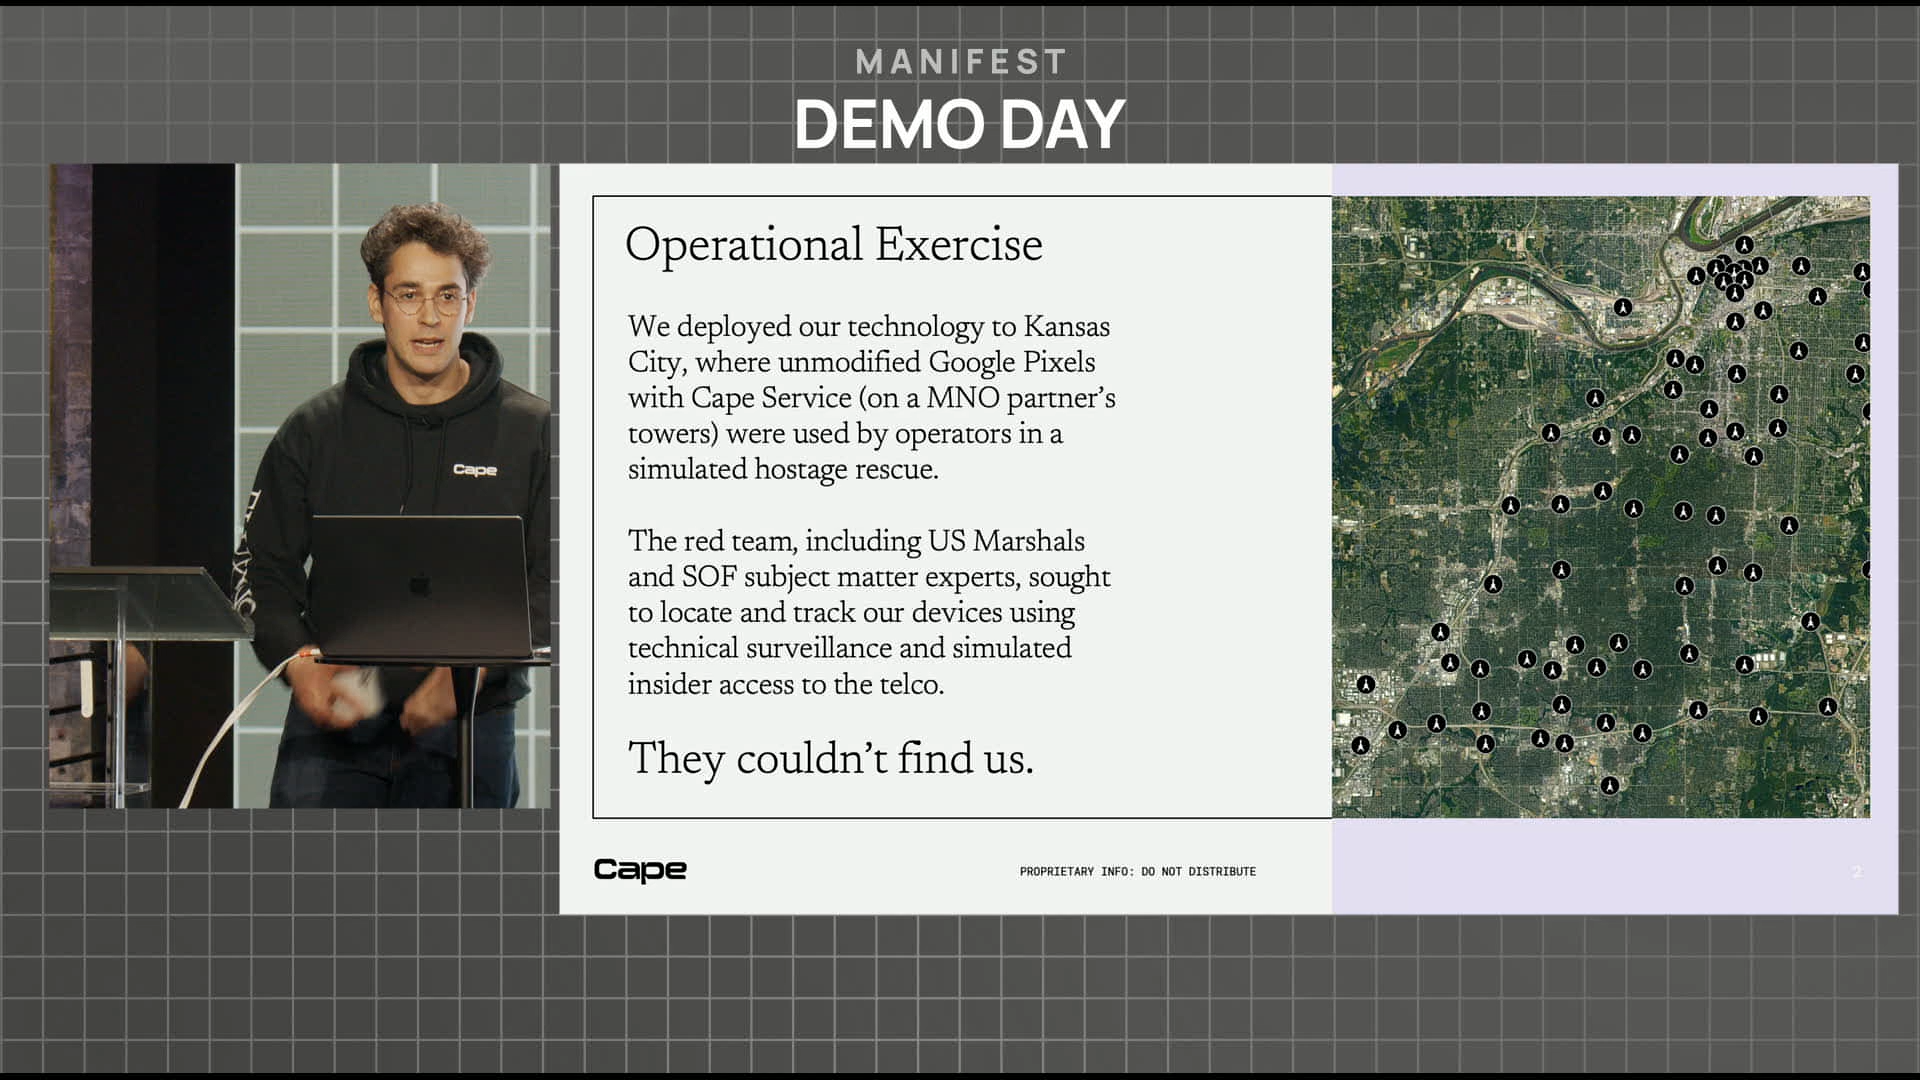 MANIFEST
DEMO DAY
Operational Exercise
We deployed our technology to Kansas
City, where unmodified Google Pixels
with Cape Service (on a MNO partner’s
towers) were used by operators in a
simulated hostage rescue.
The red team, including US Marshals
and SOF subject matter experts, sought
to locate and track our devices using
technical surveillance and simulated
insider access to the telco.
They couldn’t find us.
Cape
PROPRIETARY INFO: DO NOT DISTRIBUTE
2
Cape